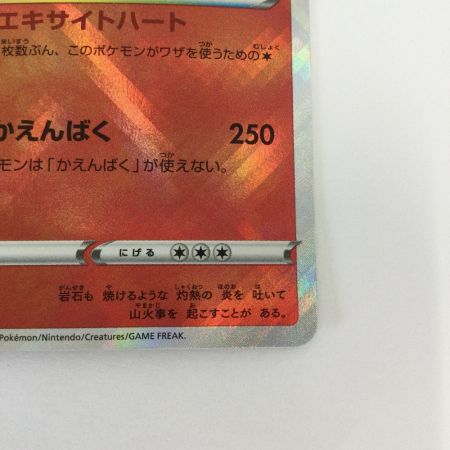 エキサイトハート
枚数ぶん、このポケモンがワザを使うための
かえんばく 250
モンは「かえんばく」が使えない。
にげる
岩石も 焼けるような 灼熱の 炎を 吐いて
山火事を 起こすことが ある。
Pokémon/Nintendo/Creatures/GAME FREAK.